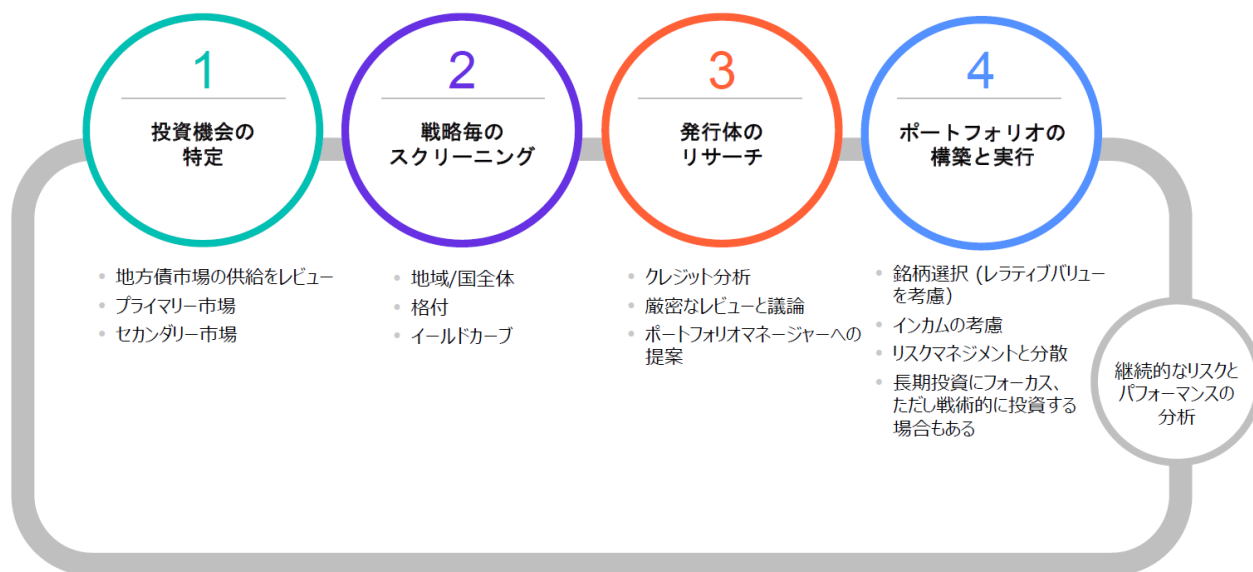 1
投資機会の
特定
• 地方債市場の供給をレビュー
• プライマリー市場
• セカンダリー市場
2
戦略毎の
スクリーニング
• 地域/国全体
• 格付
• イールドカーブ
3
発行体の
リサーチ
• クレジット分析
• 厳密なレビューと議論
• ポートフォリオマネージャーへの
提案
4
ポートフォリオの
構築と実行
• 銘柄選択 (レラティブバリュー
を考慮)
• インカムの考慮
• リスクマネジメントと分散
• 長期投資にフォーカス、
ただし戦術的に投資する
場合もある
継続的なリスクと
パフォーマンスの
分析